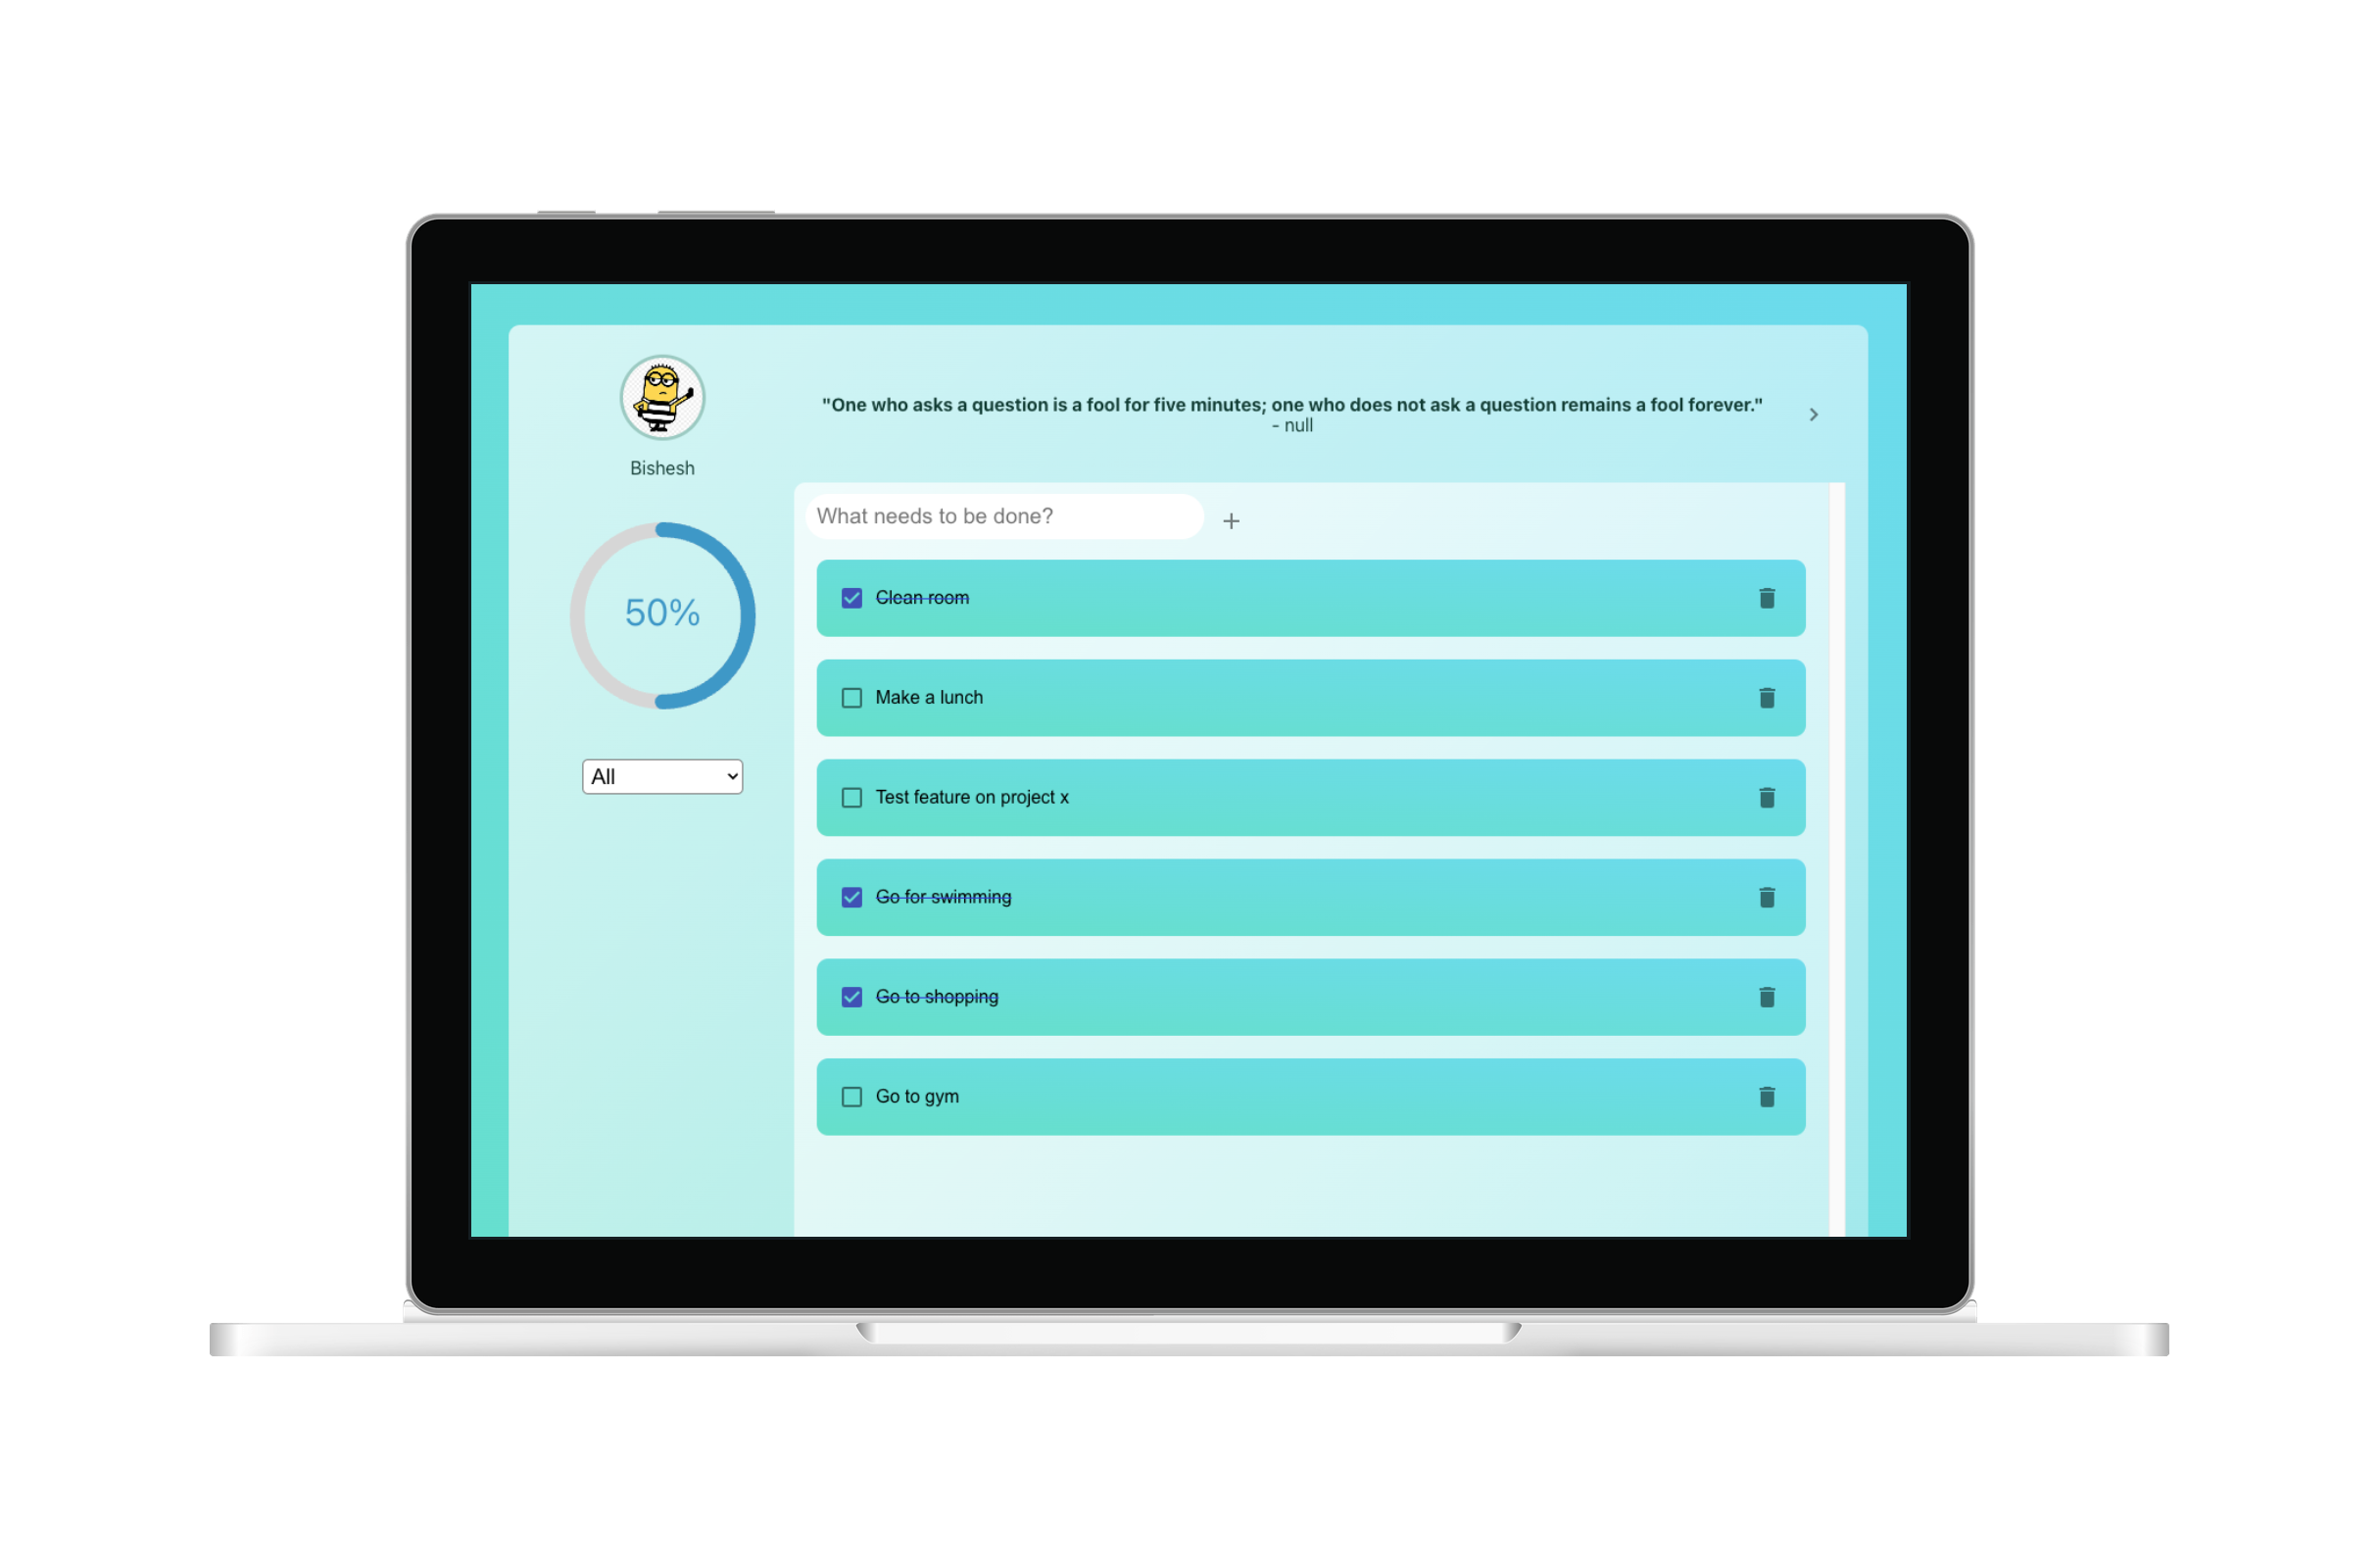 "One who asks a question is a fool for five minutes; one who does not ask a question remains a fool forever."
- null
Bishesh
What needs to be done?
+
50%
All
Clean room
Make a lunch
Test feature on project x
Go for swimming
Go to shopping
Go to gym